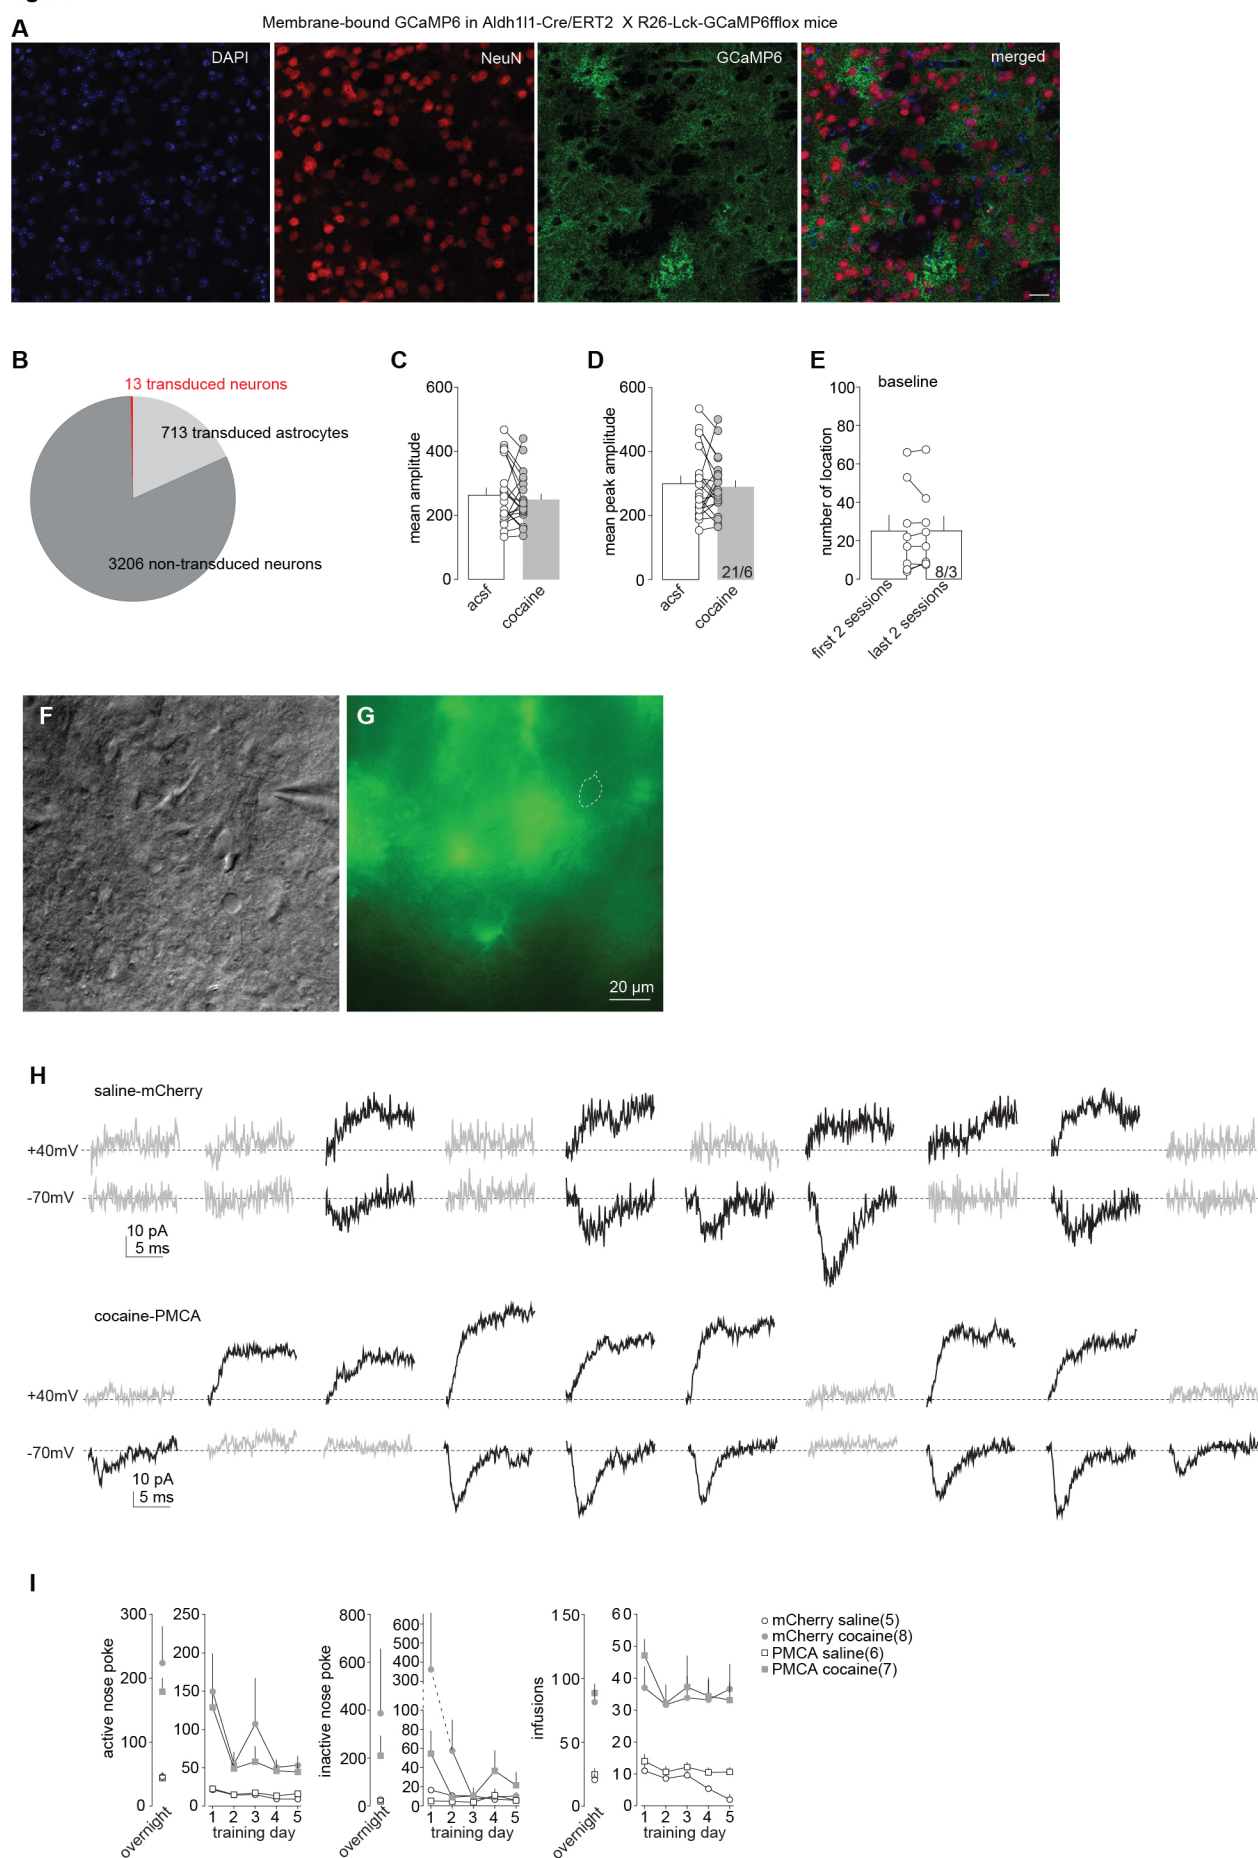 Membrane-bound GCaMP6 in Aldh1l1-Cre/ERT2 X R26-Lck-GCaMP6fflox mice
A
DAPI
NeuN
GCaMP6
merged
B
13 transduced neurons
713 transduced astrocytes
3206 non-transduced neurons
C
600
400
200
0
mean amplitude
acsf
cocaine
D
600
400
200
0
mean peak amplitude
21/6
acsf
cocaine
E
baseline
100
80
60
40
20
0
number of location
8/3
first 2 sessions
last 2 sessions
F
G
20 µm
H
saline-mCherry
+40mV
-70mV
10 pA
5 ms
cocaine-PMCA
+40mV
-70mV
10 pA
5 ms
I
300
200
100
0
active nose poke
overnight
250
200
150
100
50
0
1 2 3 4 5
training day
800
600
400
200
0
inactive nose poke
overnight
600
500
400
300
100
80
60
40
20
0
1 2 3 4 5
training day
150
100
50
0
infusions
overnight
60
50
40
30
20
10
0
1 2 3 4 5
training day
mCherry saline(5)
mCherry cocaine(8)
PMCA saline(6)
PMCA cocaine(7)